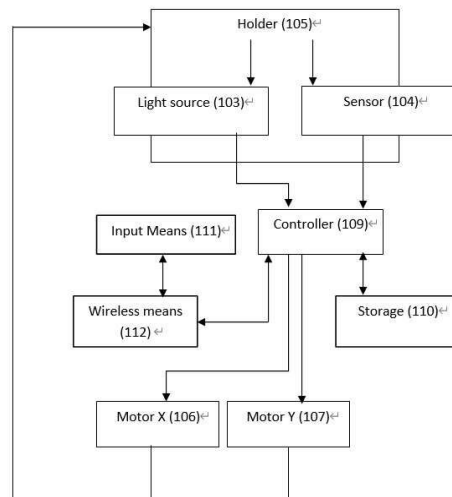 Holder (105)↵
Light source (103)↵
Sensor (104)↵
Controller (109)↵
Input Means (111)↵
Wireless means
(112) ↵
Storage (110)↵
Motor X (106)↵
Motor Y (107)↵